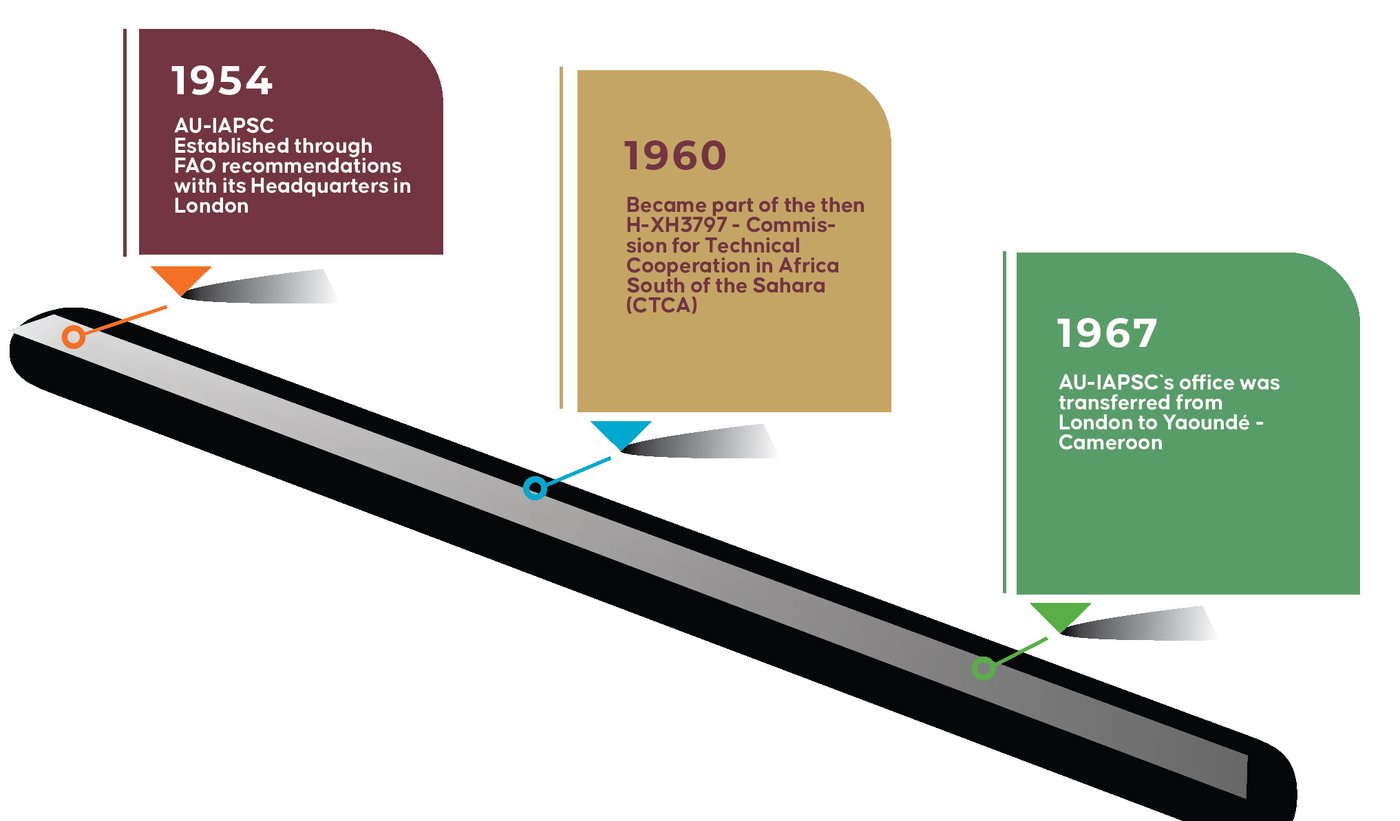 1954
AU-IAPSC
Established through
FAO recommendations
with its Headquarters in
London
1960
Became part of the then
H-XH3797 - Commis-
sion for Technical
Cooperation in Africa
South of the Sahara
(CTCA)
1967
AU-IAPSC`s office was
transferred from
London to Yaoundé -
Cameroon